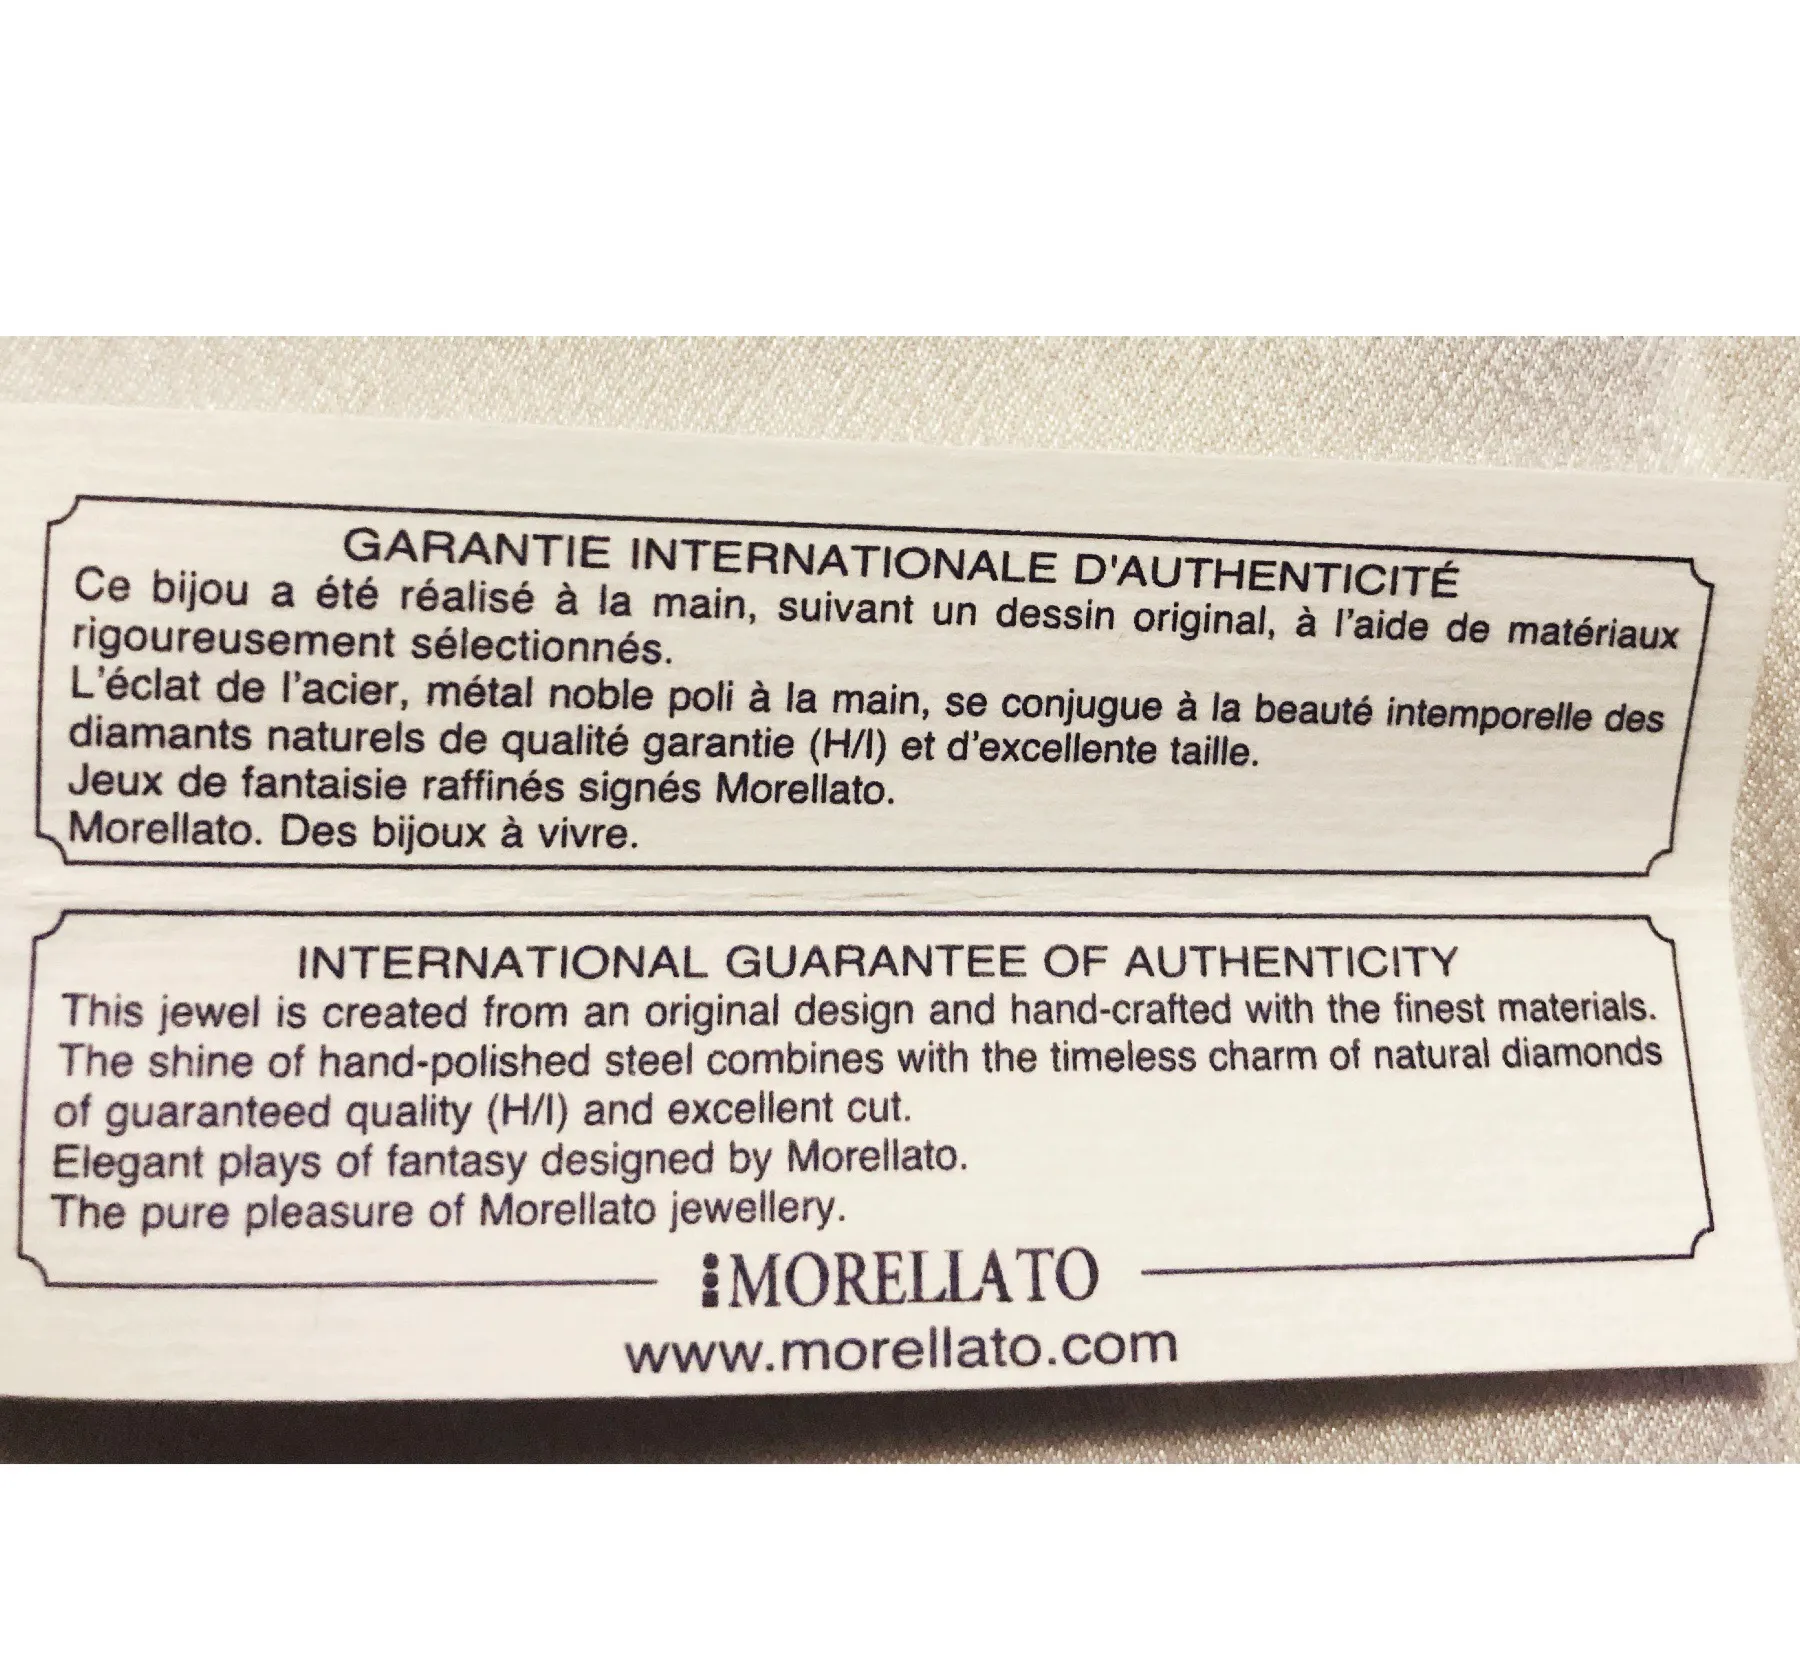 GARANTIE INTERNATIONALE D'AUTHENTICITÉ
Ce bijou a été réalisé à la main, suivant un dessin original, à l'aide de matériaux
rigoureusement sélectionnés.
L'éclat de l'acier, métal noble poli à la main, se conjugue à la beauté intemporelle des
diamants naturels de qualité garantie (H/I) et d'excellente taille.
Jeux de fantaisie raffinés signés Morellato.
Morellato. Des bijoux à vivre.
INTERNATIONAL GUARANTEE OF AUTHENTICITY
This jewel is created from an original design and hand-crafted with the finest materials.
The shine of hand-polished steel combines with the timeless charm of natural diamonds
of guaranteed quality (H/I) and excellent cut.
Elegant plays of fantasy designed by Morellato.
The pure pleasure of Morellato jewellery.
MORELLATO
www.morellato.com